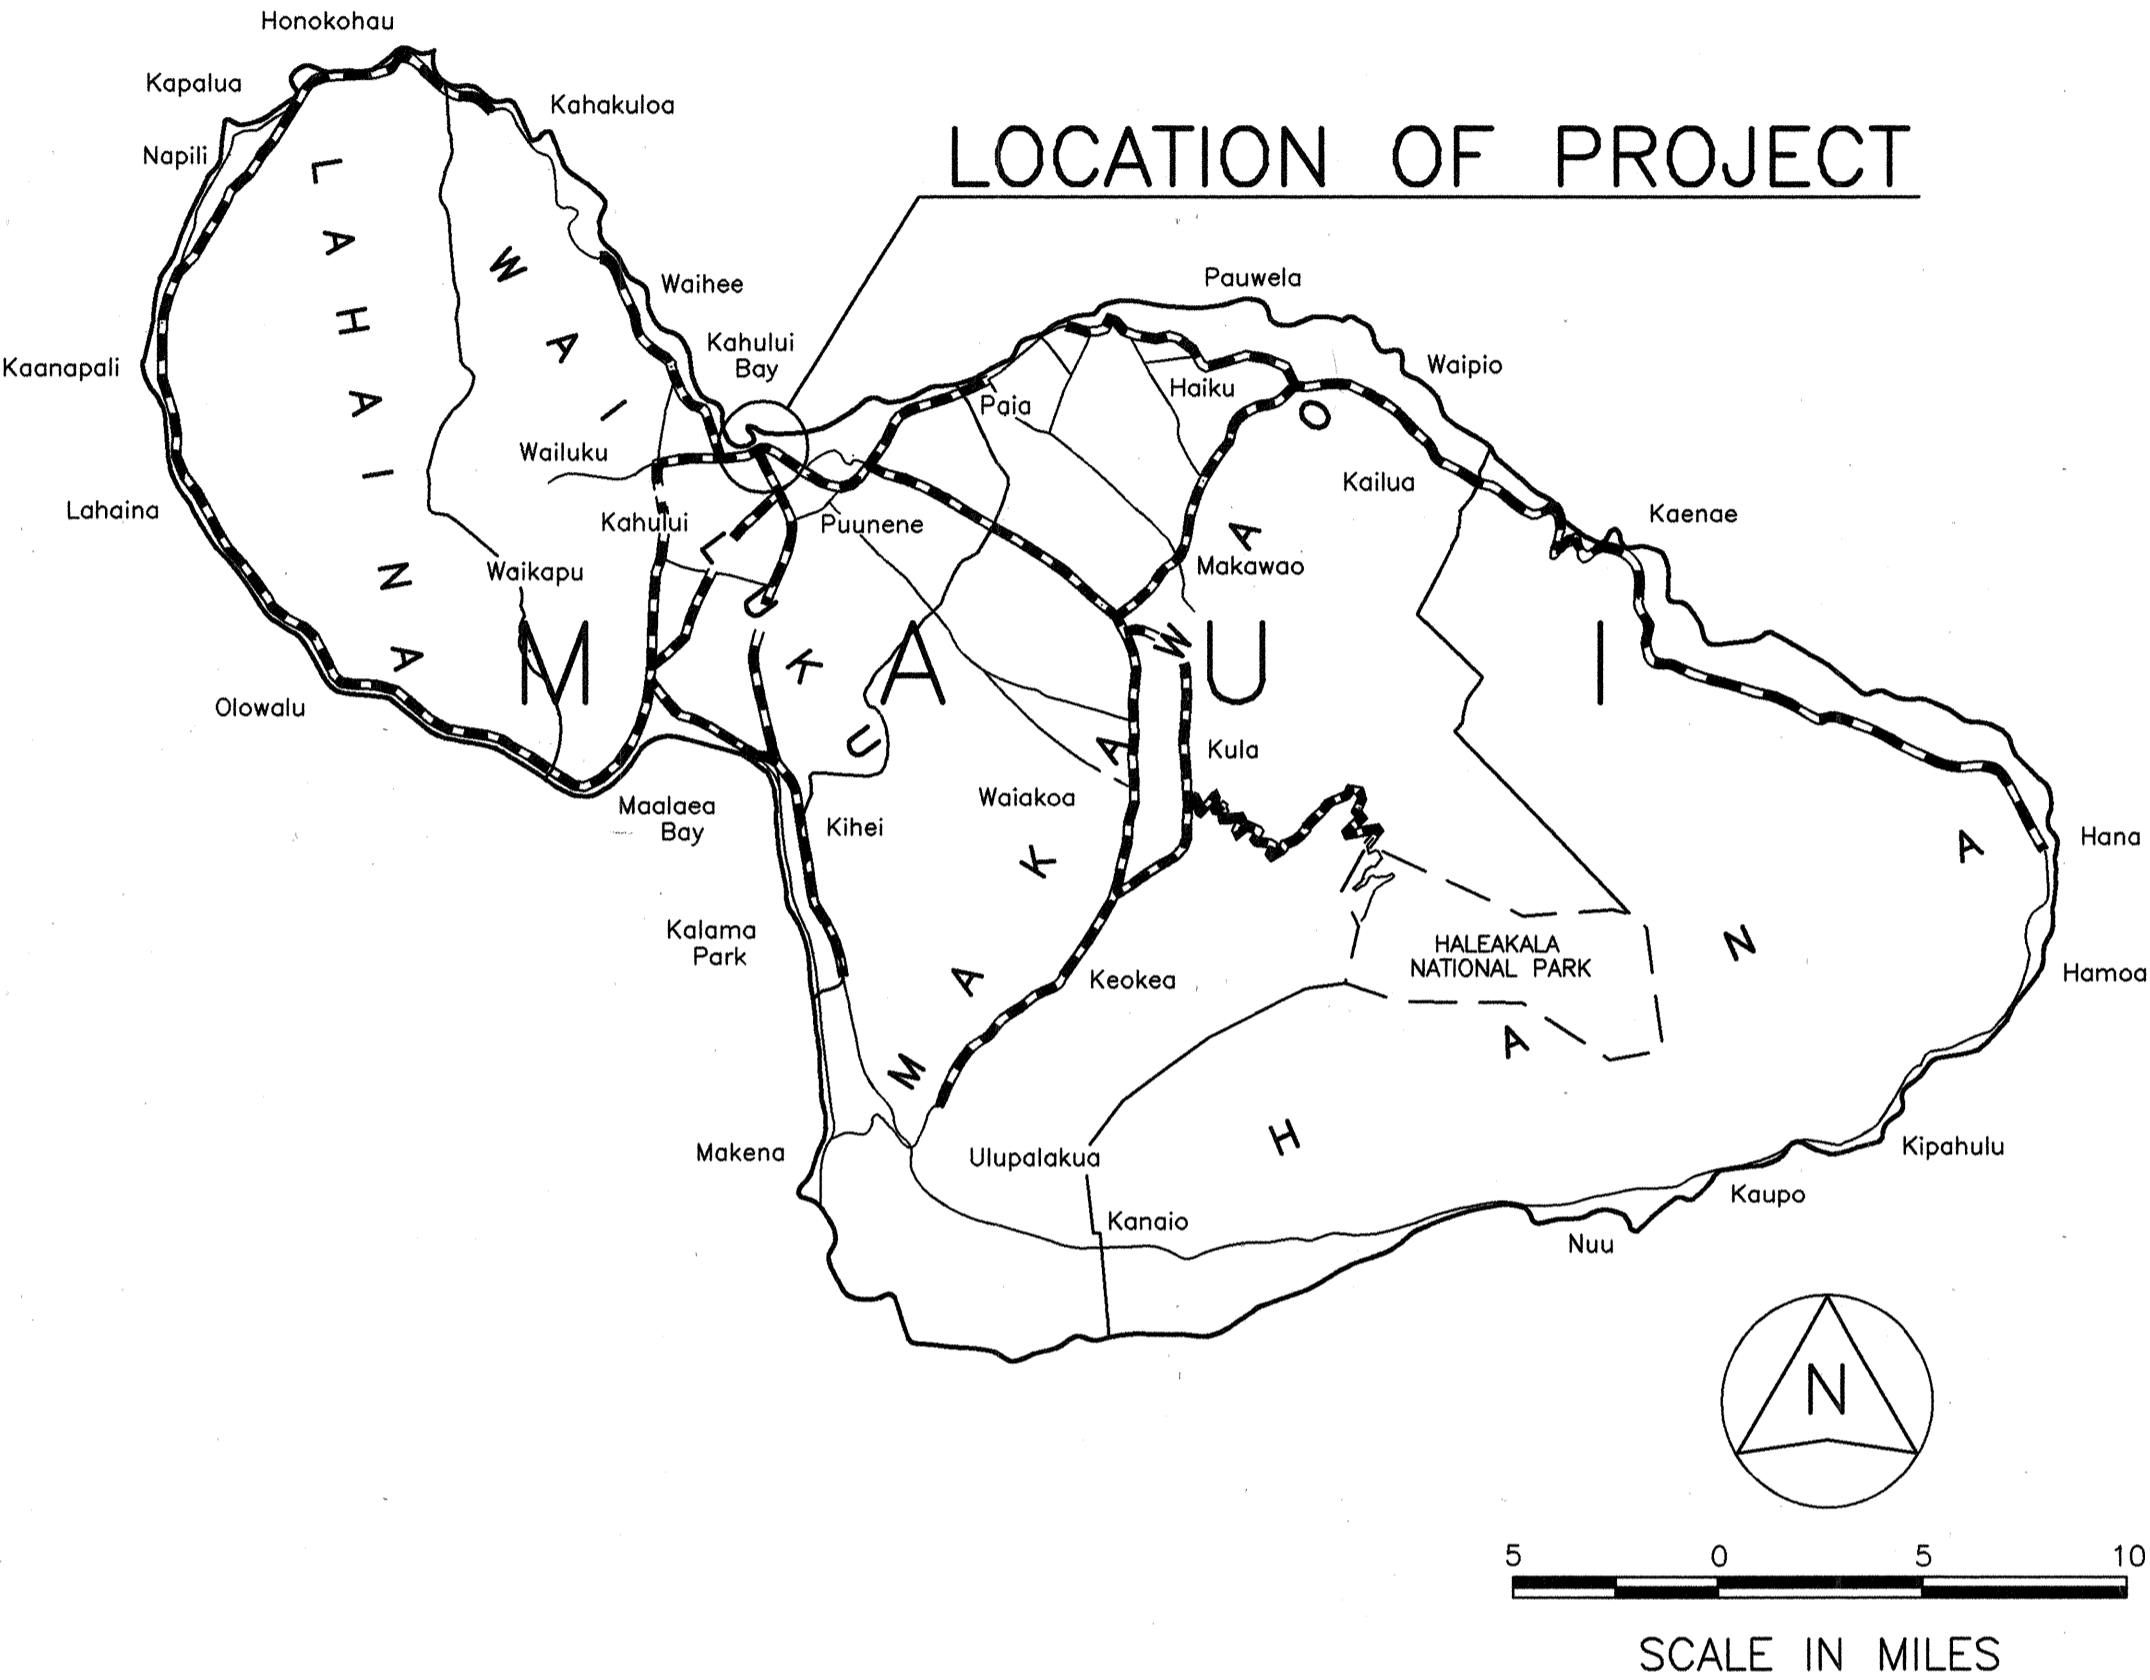 Honokohau
Kapalua
Kahakuloa
Napili
LOCATION OF PROJECT
LAHAINA
WAILUKU
Waihee
Pauwela
Kahului
Bay
Kaanapali
Waipio
Haiku
Paia
Wailuku
Kailua
Lahaina
Kahului
Puunene
Kaenae
Waikapu
Makawao
MAUI
MAKAWAO
Olowalu
Kula
Maalaea
Bay
Waiakoa
Kihei
Hana
HANA
Kalama
Park
HALEAKALA
NATIONAL PARK
Keokea
Hamoa
Makena
Ulupalakua
Kipahulu
Kaupo
Kanaio
Nuu
N
5 0 5 10
SCALE IN MILES